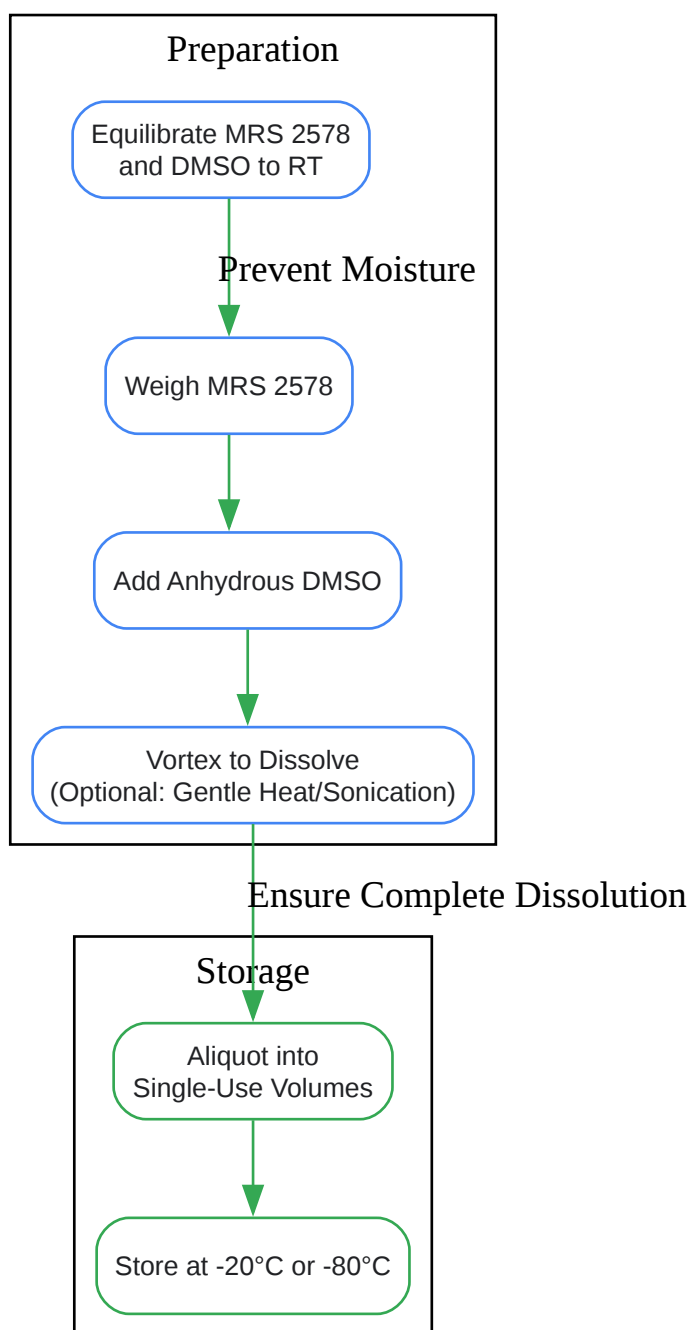 Preparation
Equilibrate MRS 2578
and DMSO to RT
Prevent Moisture
Weigh MRS 2578
Add Anhydrous DMSO
Vortex to Dissolve
(Optional: Gentle Heat/Sonication)
Ensure Complete Dissolution
Storage
Aliquot into
Single-Use Volumes
Store at -20°C or -80°C